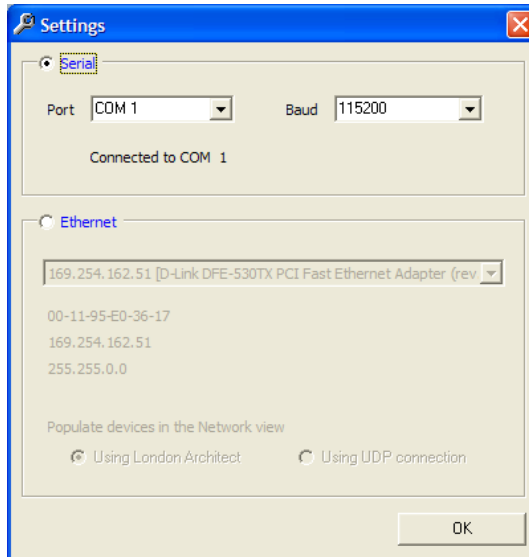 Settings
Serial
Port COM 1 Baud 115200
Connected to COM 1
Ethernet
169.254.162.51 [D-Link DFE-530TX PCI Fast Ethernet Adapter (rev
00-11-95-E0-36-17
169.254.162.51
255.255.0.0
Populate devices in the Network view
Using London Architect Using UDP connection
OK